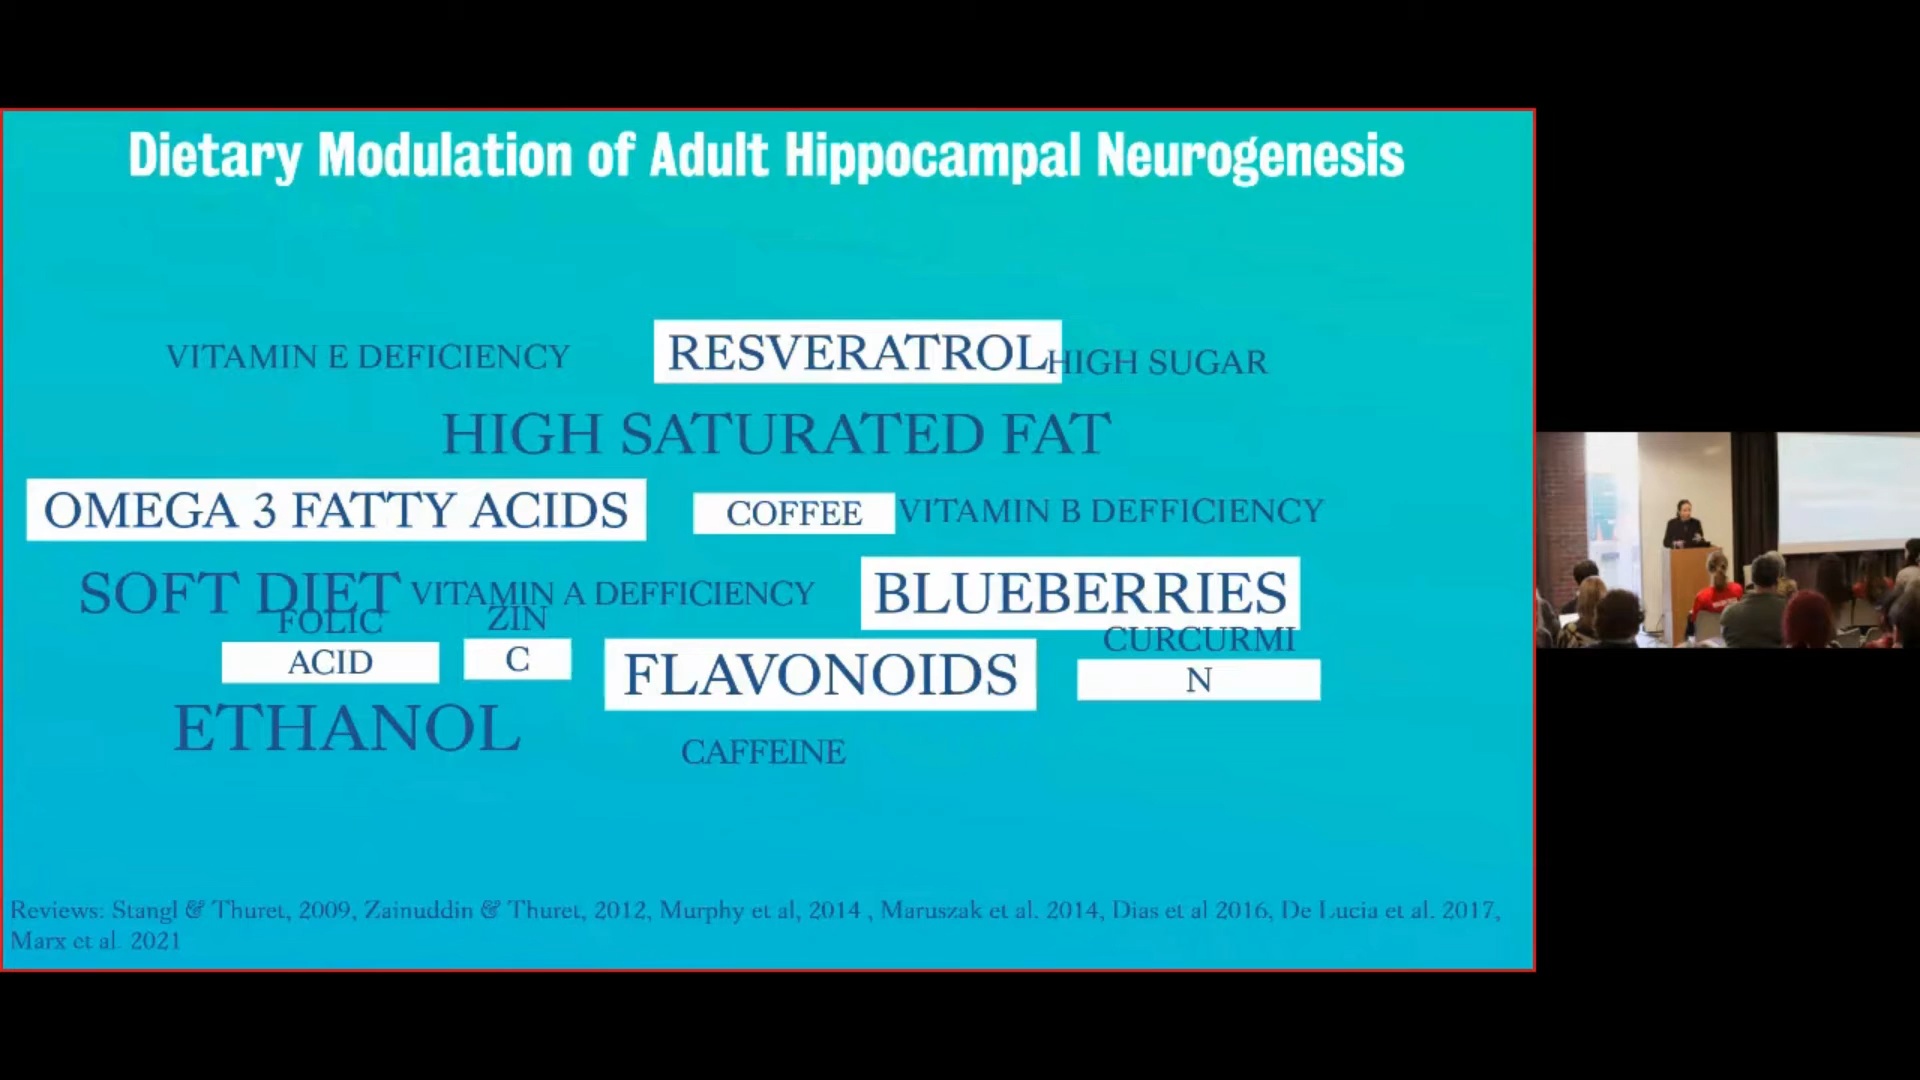 Dietary Modulation of Adult Hippocampal Neurogenesis
VITAMIN E DEFICIENCY
RESVERATROL
HIGH SUGAR
HIGH SATURATED FAT
OMEGA 3 FATTY ACIDS
COFFEE
VITAMIN B DEFFICIENCY
SOFT DIET
VITAMIN A DEFFICIENCY
BLUEBERRIES
FOLIC
ACID
ZIN
C
FLAVONOIDS
CURCURMI
N
ETHANOL
CAFFEINE
Reviews: Stangl & Thuret, 2009, Zainuddin & Thuret, 2012, Murphy et al, 2014 , Maruszak et al. 2014, Dias et al 2016, De Lucia et al. 2017,
Marx et al. 2021